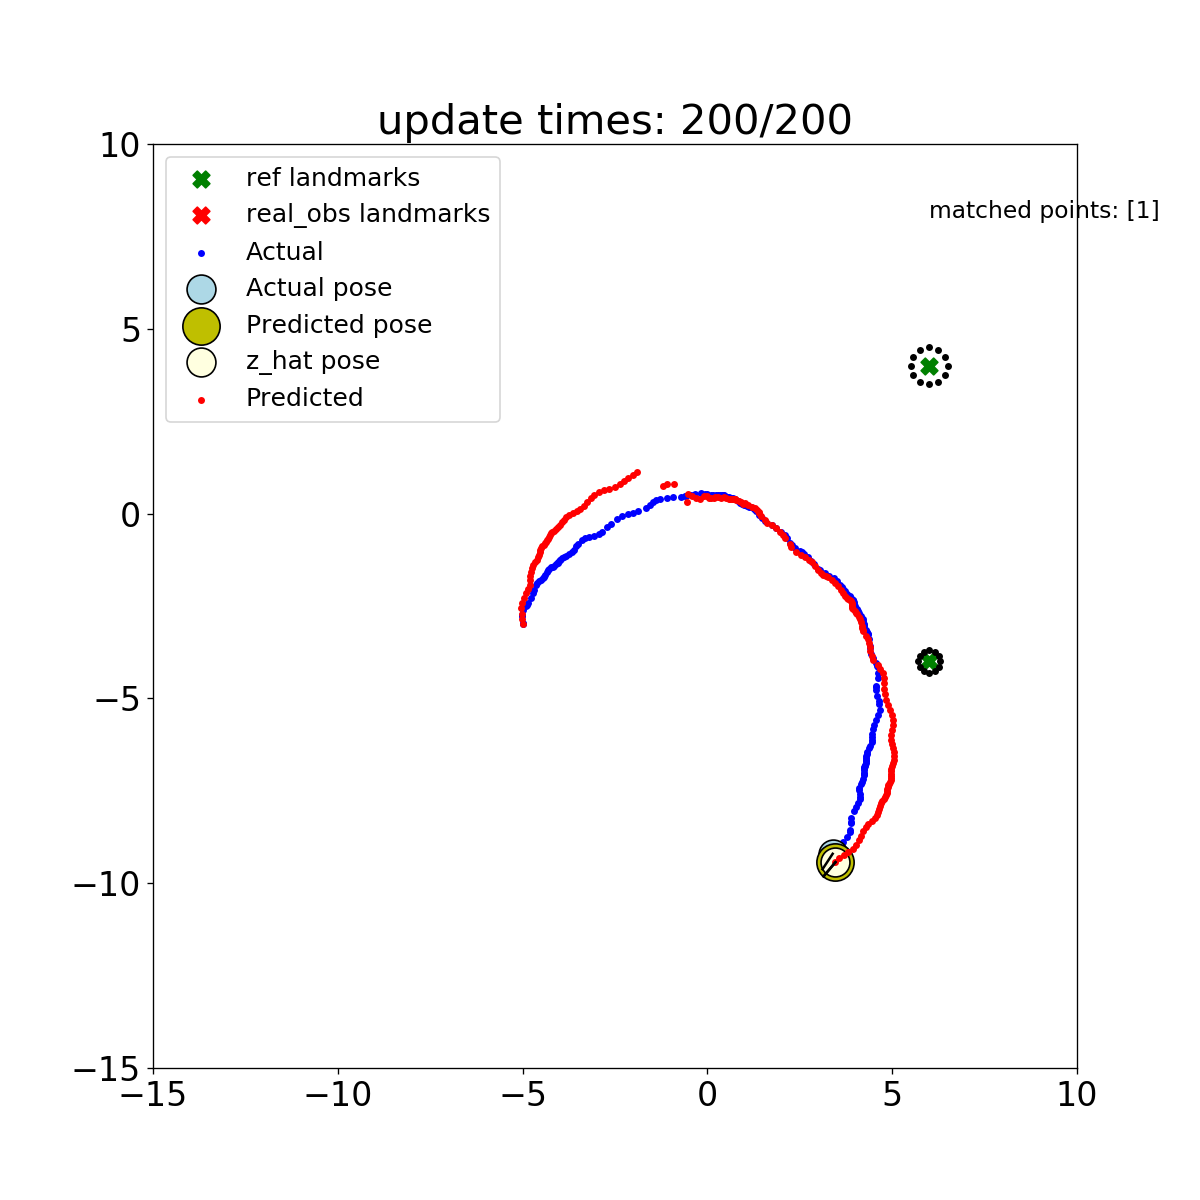 update times: 200/200
10
ref landmarks
real_obs landmarks
Actual
Actual pose
Predicted pose
z_hat pose
Predicted
matched points: [1]
5
0
−5
−10
−15
−15
−10
−5
0
5
10